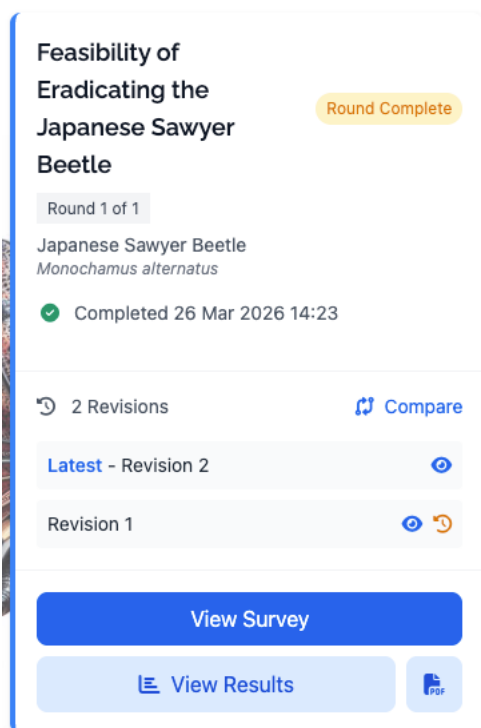 Feasibility of
Eradicating the
Japanese Sawyer
Beetle
Round Complete
Round 1 of 1
Japanese Sawyer Beetle
Monochamus alternatus
Completed 26 Mar 2026 14:23
2 Revisions
Compare
Latest - Revision 2
Revision 1
View Survey
View Results
PDF